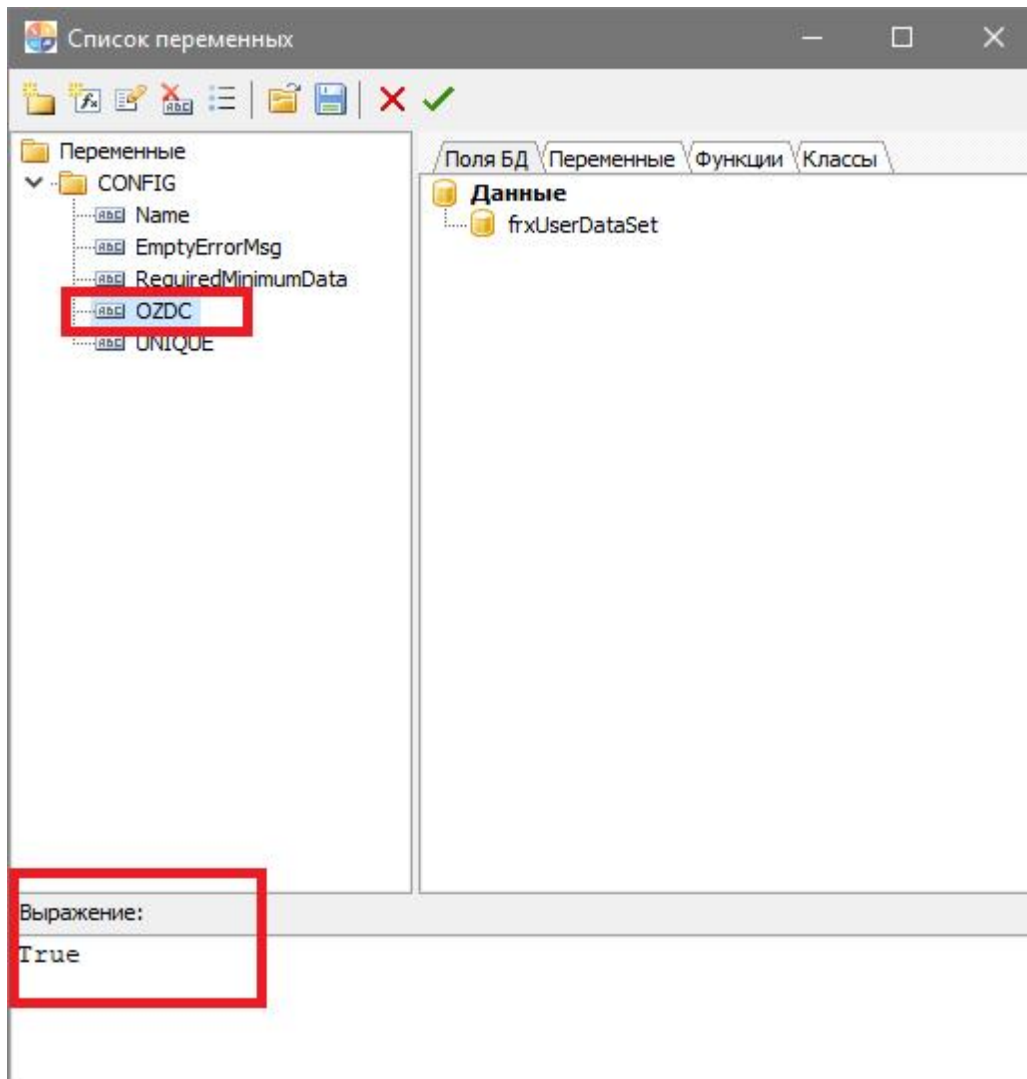 Список переменных
Переменные
CONFIG
Name
EmptyErrorMsg
RequiredMinimumData
OZDC
UNIQUE
Поля БД Переменные Функции Классы
Данные
frxUserDataSet
Выражение:
True